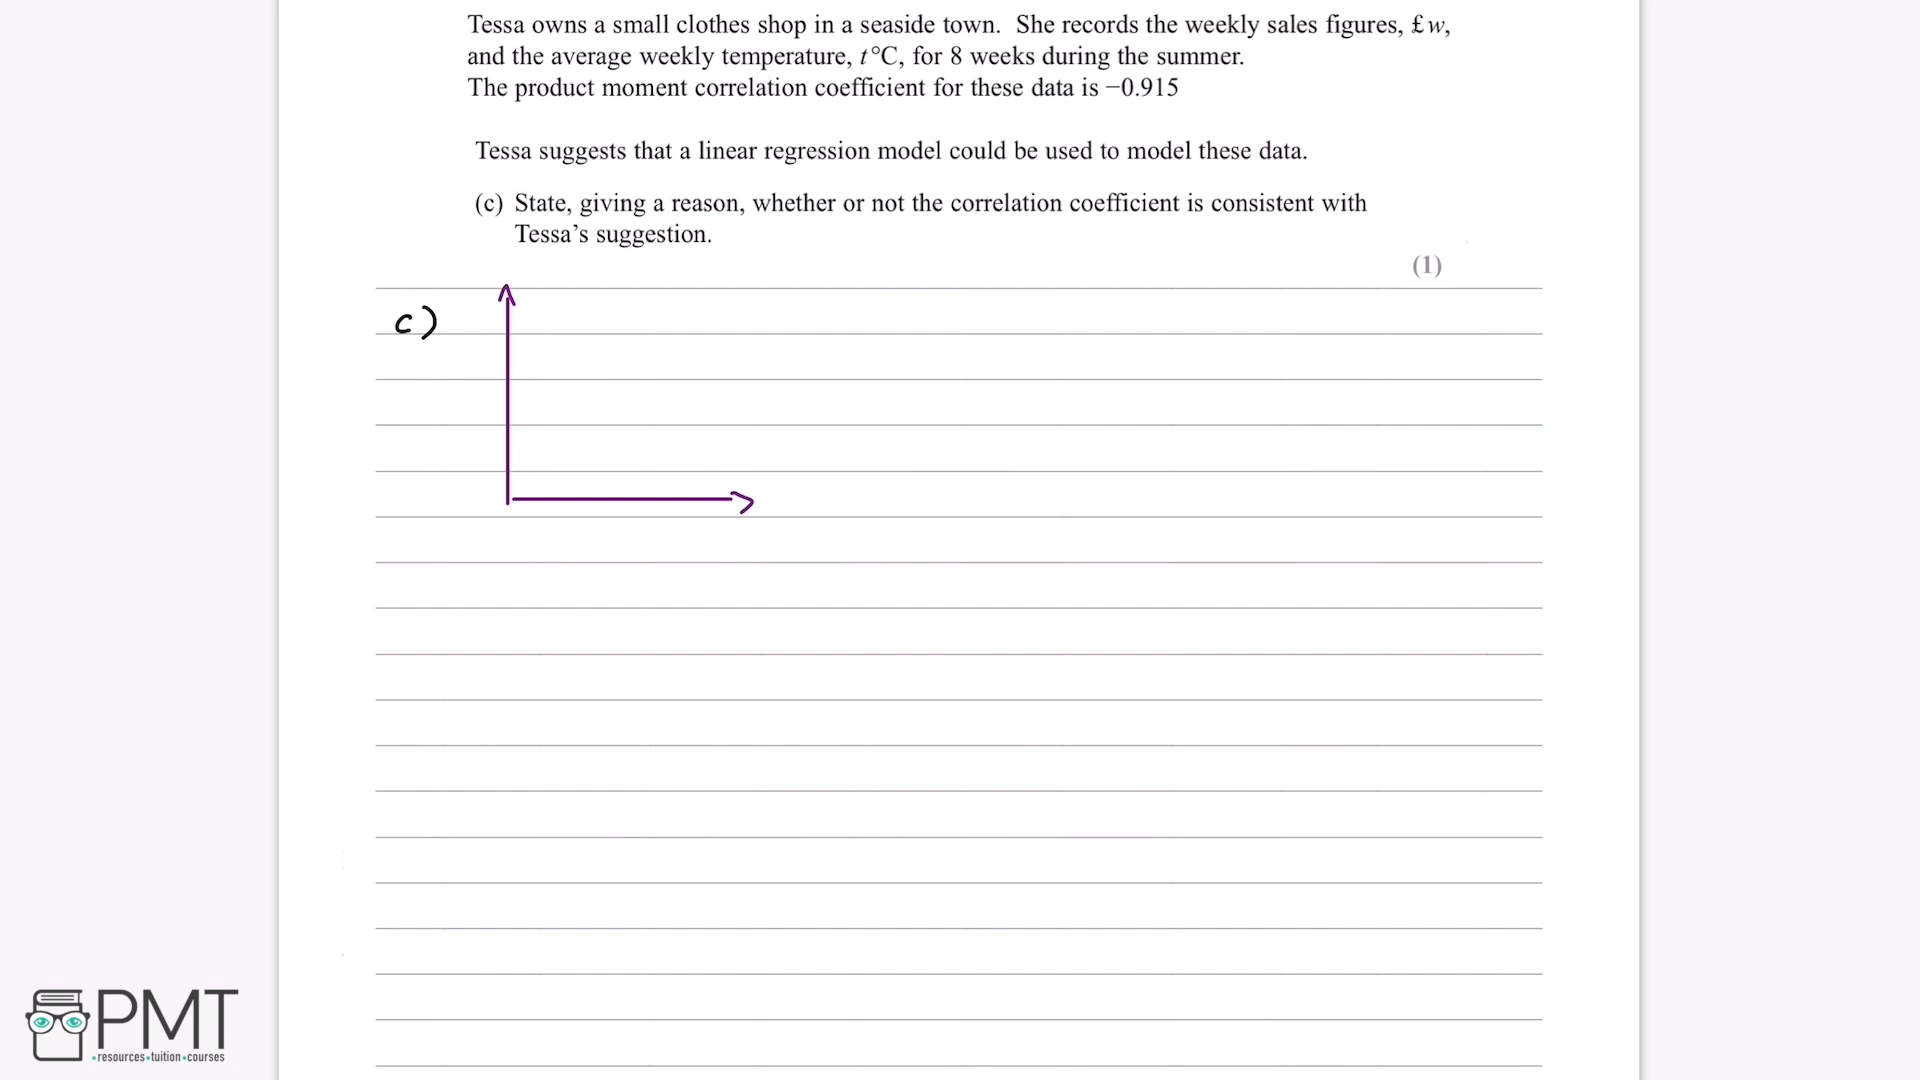 Tessa owns a small clothes shop in a seaside town. She records the weekly sales figures, £w,
and the average weekly temperature, t°C, for 8 weeks during the summer.
The product moment correlation coefficient for these data is −0.915
Tessa suggests that a linear regression model could be used to model these data.
(c) State, giving a reason, whether or not the correlation coefficient is consistent with
Tessa’s suggestion.
(1)
c)
PMT
•resources•tuition•courses